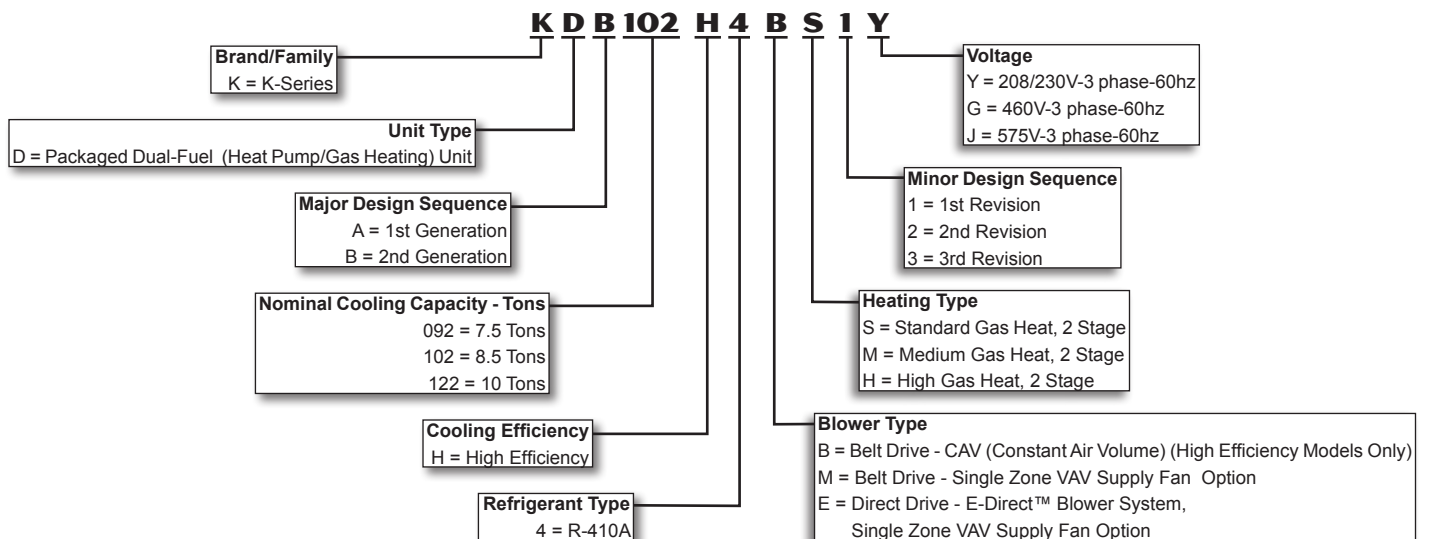 K D B 102 H 4 B S 1 Y
Brand/Family
K = K-Series
Unit Type
D = Packaged Dual-Fuel (Heat Pump/Gas Heating) Unit
Major Design Sequence
A = 1st Generation
B = 2nd Generation
Nominal Cooling Capacity - Tons
092 = 7.5 Tons
102 = 8.5 Tons
122 = 10 Tons
Cooling Efficiency
H = High Efficiency
Refrigerant Type
4 = R-410A
Voltage
Y = 208/230V-3 phase-60hz
G = 460V-3 phase-60hz
J = 575V-3 phase-60hz
Minor Design Sequence
1 = 1st Revision
2 = 2nd Revision
3 = 3rd Revision
Heating Type
S = Standard Gas Heat, 2 Stage
M = Medium Gas Heat, 2 Stage
H = High Gas Heat, 2 Stage
Blower Type
B = Belt Drive - CAV (Constant Air Volume) (High Efficiency Models Only)
M = Belt Drive - Single Zone VAV Supply Fan Option
E = Direct Drive - E-Direct™ Blower System,
Single Zone VAV Supply Fan Option